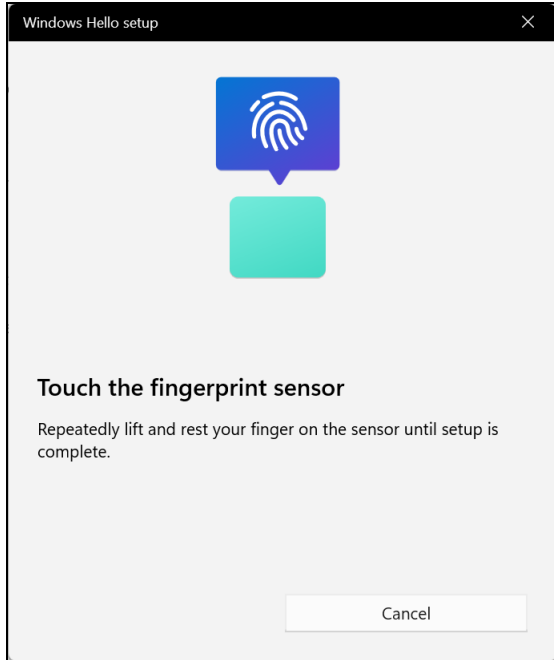 Windows Hello setup
Touch the fingerprint sensor
Repeatedly lift and rest your finger on the sensor until setup is
complete.
Cancel